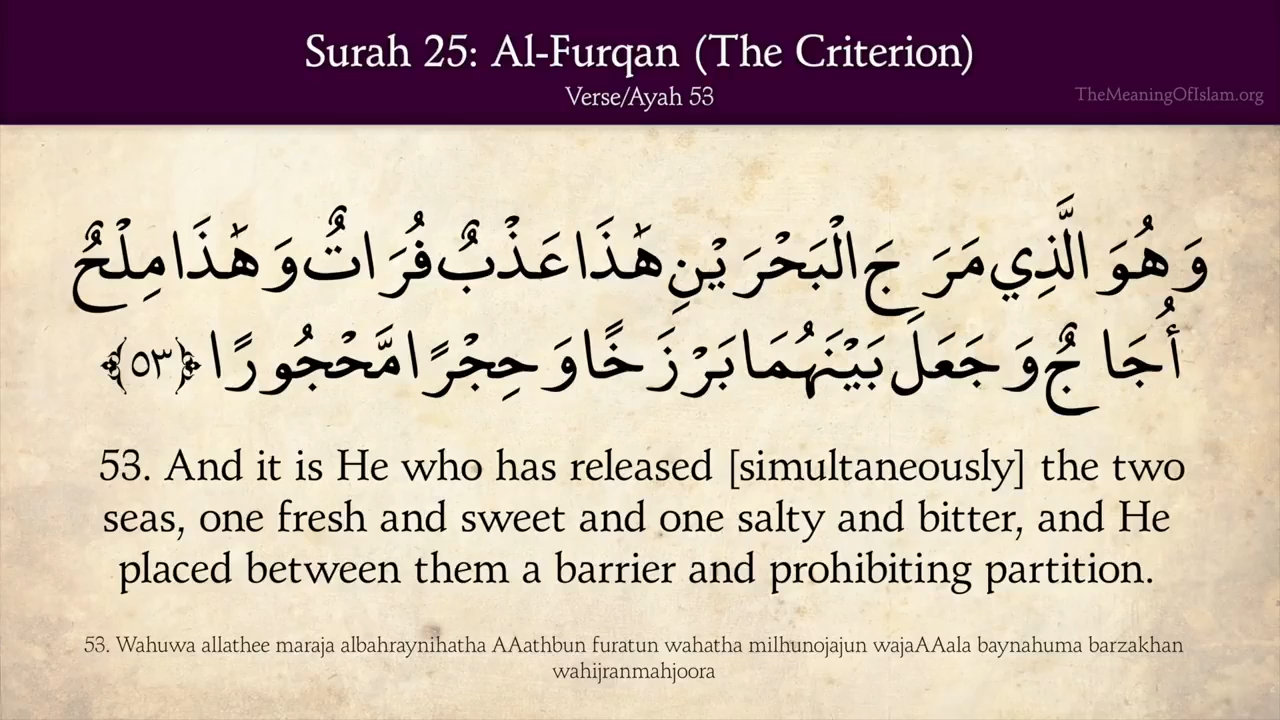 Surah 25: Al-Furqan (The Criterion)
Verse/Ayah 53
TheMeaningOfIslam.org
وَهُوَ الَّذِي مَرَجَ الْبَحْرَيْنِ هَٰذَا عَذْبٌ فُرَاتٌ وَهَٰذَا مِلْحٌ
أُجَاجٌ وَجَعَلَ بَيْنَهُمَا بَرْزَخًا وَحِجْرًا مَّحْجُورًا ﴿٥٣﴾
53. And it is He who has released [simultaneously] the two
seas, one fresh and sweet and one salty and bitter, and He
placed between them a barrier and prohibiting partition.
53. Wahuwa allathee maraja albahraynihatha AAathbun furatun wahatha milhunojajun wajaAAala baynahuma barzakhan
wahijranmahjoora